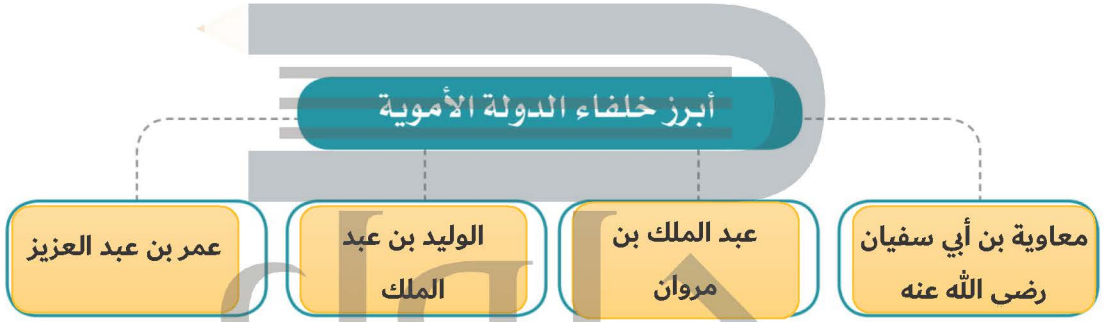 أبرز خلفاء الدولة الأموية
معاوية بن أبي سفيان
رضى الله عنه
عبد الملك بن
مروان
الوليد بن عبد
الملك
عمر بن عبد العزيز